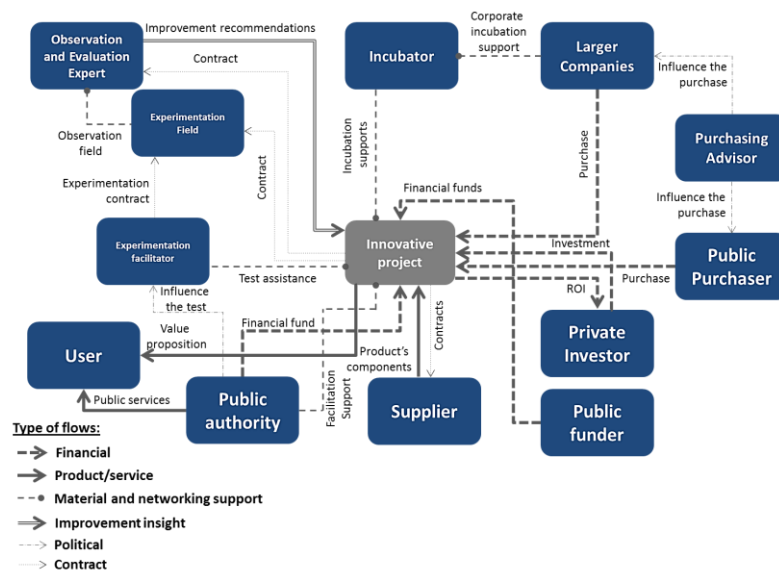 Improvement recommendations
Observation
and Evaluation
Expert
Contract
Incubator
Corporate
incubation
support
Larger
Companies
Influence the
purchase
Observation
field
Experimentation
Field
Contract
Incubation
supports
Purchase
Purchasing
Advisor
Experimentation
contract
Financial funds
Influence the
purchase
Experimentation
facilitator
Innovative
project
Investment
Public
Purchaser
Test assistance
Purchase
ROI
Influence
the test
Value
proposition
Financial fund
Contracts
Private
Investor
User
Product's
components
Facilitation
Support
Public services
Public
authority
Supplier
Public
funder
Type of flows:
Financial
Product/service
Material and networking support
Improvement insight
Political
Contract